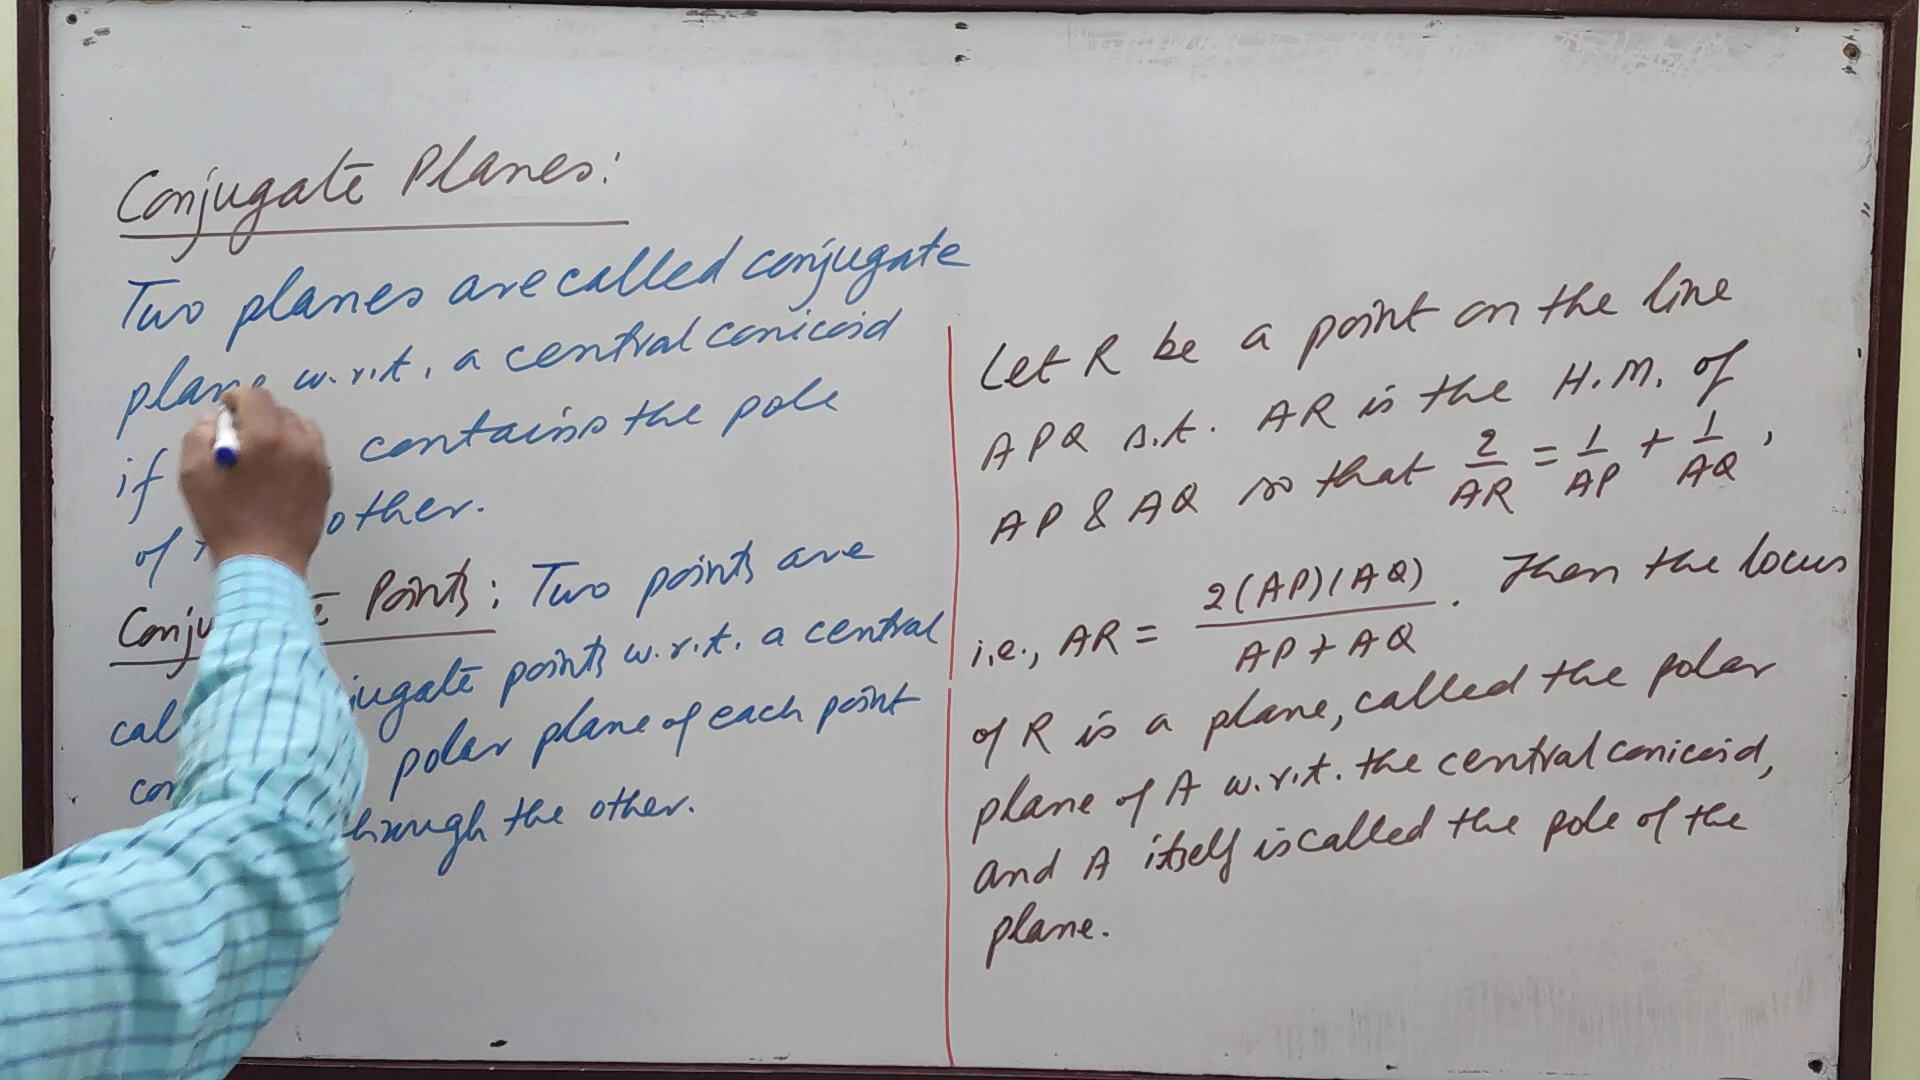 Conjugate Planes:
Two planes are called conjugate
plane w.r.t. a central conicoid
if contains the pole
of other.
Points: Two points are
points w.r.t. a central
polar plane of each point
through the other.
Let R be a point on the line
APQ s.t. AR is the H.M. of
AP & AQ so that 2/AR = 1/AP + 1/AQ,
i.e., AR = 2(AP)(AQ)/AP+AQ. Then the locus
of R is a plane, called the polar
plane of A w.r.t. the central conicoid,
and A itself is called the pole of the
plane.